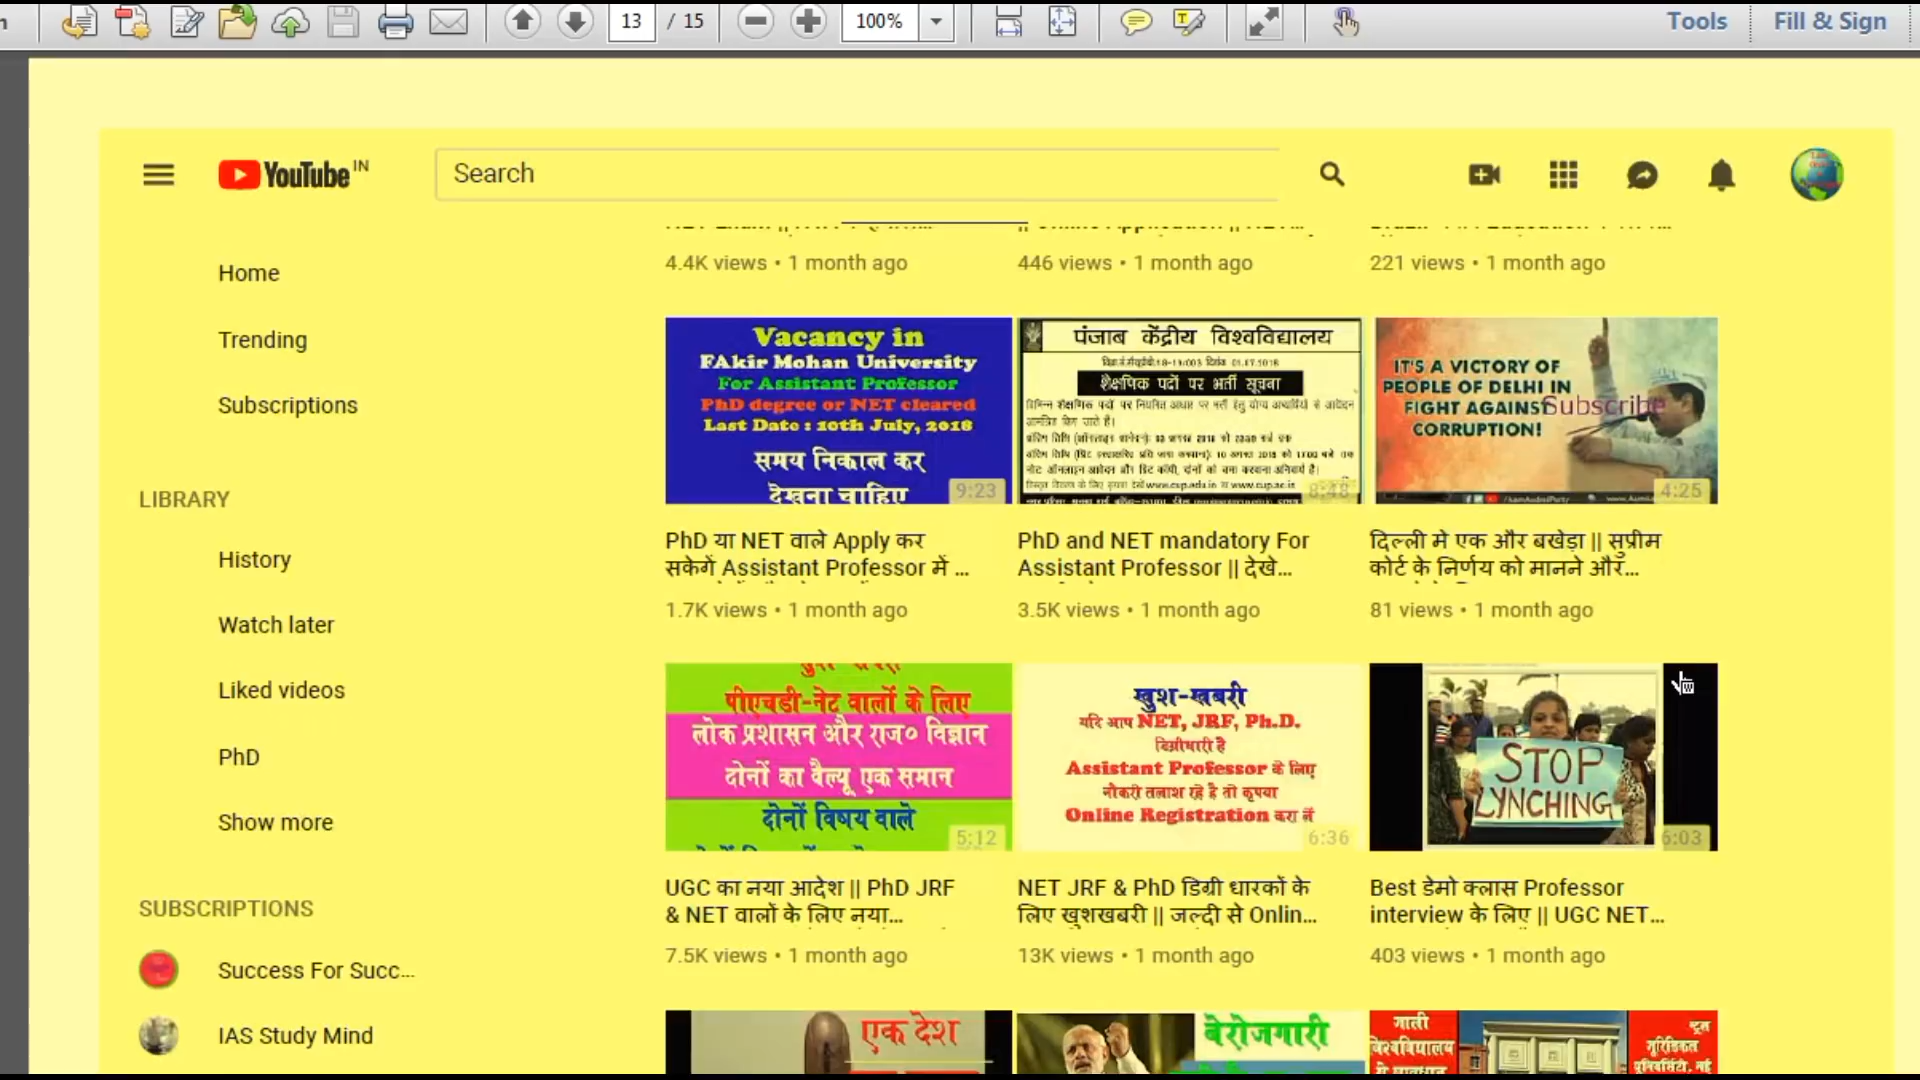 13 / 15 100% Tools Fill & Sign
YouTube IN Search
Home
Trending
Subscriptions
LIBRARY
History
Watch later
Liked videos
PhD
Show more
SUBSCRIPTIONS
Success For Succ...
IAS Study Mind
4.4K views • 1 month ago
446 views • 1 month ago
221 views • 1 month ago
Vacancy in
FAkir Mohan University
For Assistant Professor
PhD degree or NET cleared
Last Date : 10th July, 2018
समय निकाल कर
देखना चाहिए
9:23
पंजाब केंद्रीय विश्वविद्यालय
शैक्षणिक पदों पर भर्ती सूचना
8:48
IT'S A VICTORY OF
PEOPLE OF DELHI IN
FIGHT AGAINST
CORRUPTION!
Subscribe
4:25
PhD या NET वाले Apply कर
सकेगें Assistant Professor में ...
1.7K views • 1 month ago
PhD and NET mandatory For
Assistant Professor || देखे...
3.5K views • 1 month ago
दिल्ली मे एक और बखेड़ा || सुप्रीम
कोर्ट के निर्णय को मानने और...
81 views • 1 month ago
पीएचडी-नेट वालों के लिए
लोक प्रशासन और राज० विज्ञान
दोनों का वैल्यू एक समान
दोनों विषय वाले
5:12
खुश-खबरी
यदि आप NET, JRF, Ph.D.
डिग्रीधारी है
Assistant Professor के लिए
नौकरी तलाश रहे है तो कृपया
Online Registration करा लें
6:36
STOP
LYNCHING
6:03
UGC का नया आदेश || PhD JRF
& NET वालों के लिए नया...
7.5K views • 1 month ago
NET JRF & PhD डिग्री धारकों के
लिए खुशखबरी || जल्दी से Onlin...
13K views • 1 month ago
Best डेमो क्लास Professor
interview के लिए || UGC NET...
403 views • 1 month ago
एक देश
बेरोजगारी